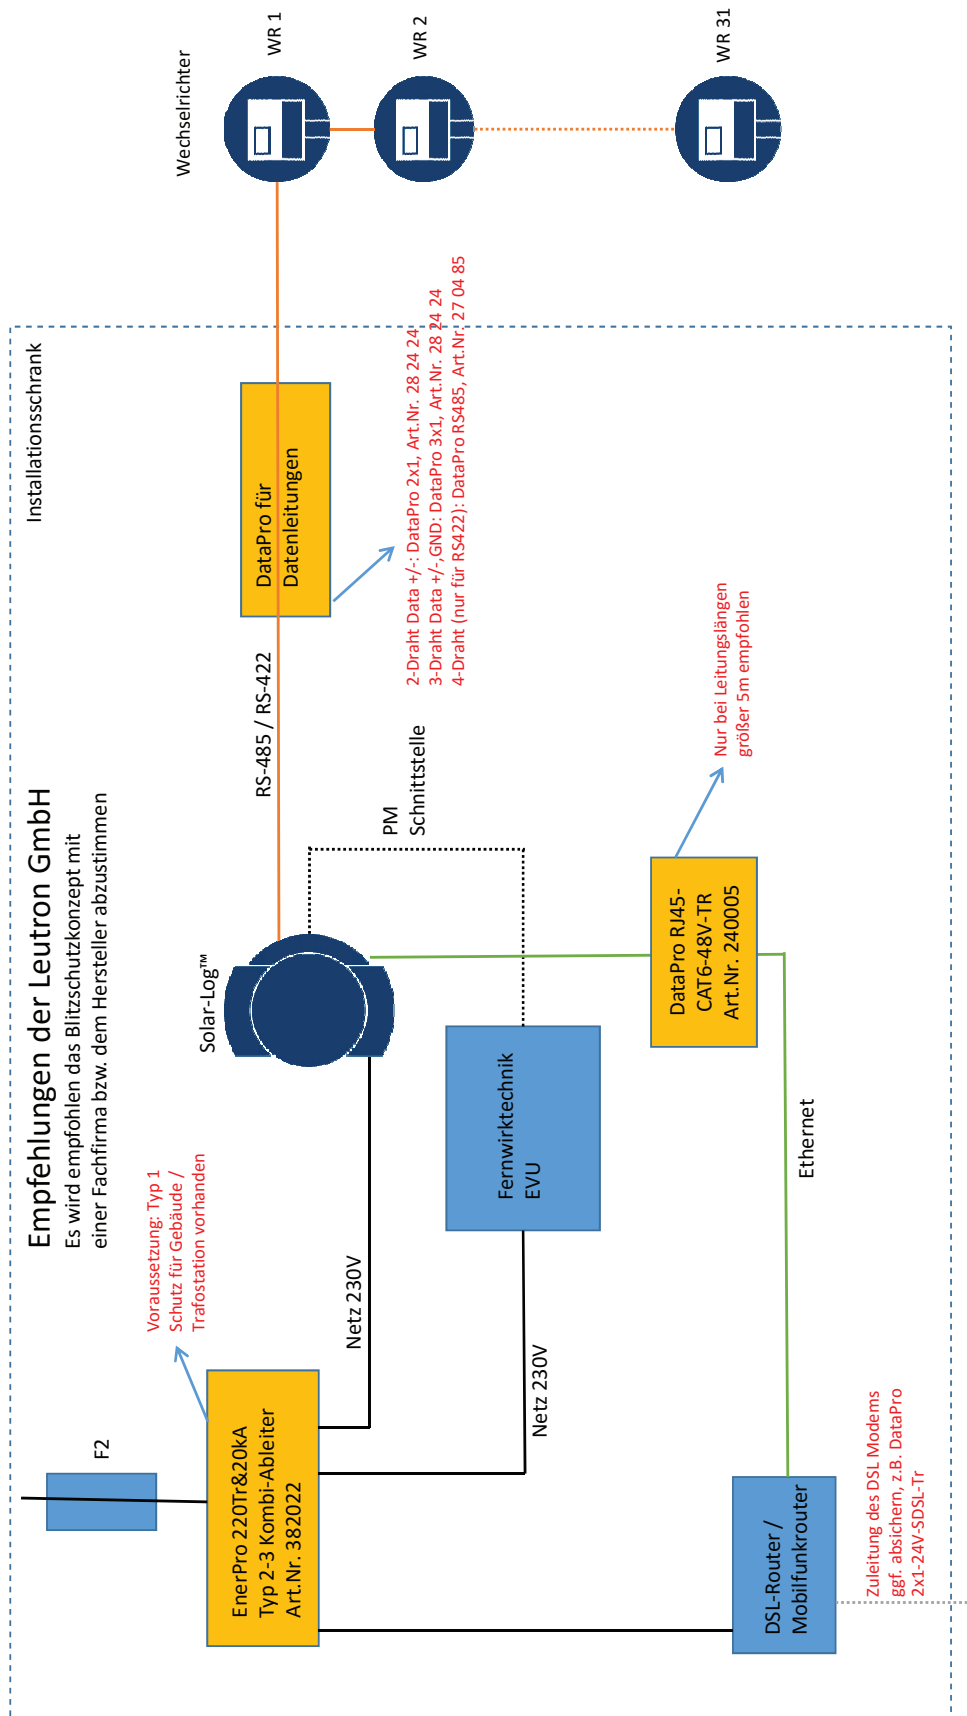 Empfehlungen der Leutron GmbH
Es wird empfohlen das Blitzschutzkonzept mit
einer Fachfirma bzw. dem Hersteller abzustimmen
Installationsschrank
Wechselrichter
WR 1
WR 2
WR 31
F2
Voraussetzung: Typ 1
Schutz für Gebäude /
Trafostation vorhanden
EnerPro 220Tr&20kA
Typ 2-3 Kombi-Ableiter
Art.Nr. 382022
Netz 230V
Solar-Log™
RS-485 / RS-422
DataPro für
Datenleitungen
2-Draht Data +/-: DataPro 2x1, Art.Nr. 28 24 24
3-Draht Data +/-,GND: DataPro 3x1, Art.Nr. 28 24 24
4-Draht (nur für RS422): DataPro RS485, Art.Nr. 27 04 85
PM
Schnittstelle
Netz 230V
Fernwirktechnik
EVU
DataPro RJ45-
CAT6-48V-TR
Art.Nr. 240005
Nur bei Leitungslängen
größer 5m empfohlen
Ethernet
DSL-Router /
Mobilfunkrouter
Zuleitung des DSL Modems
ggf. absichern, z.B. DataPro
2x1-24V-SDSL-Tr